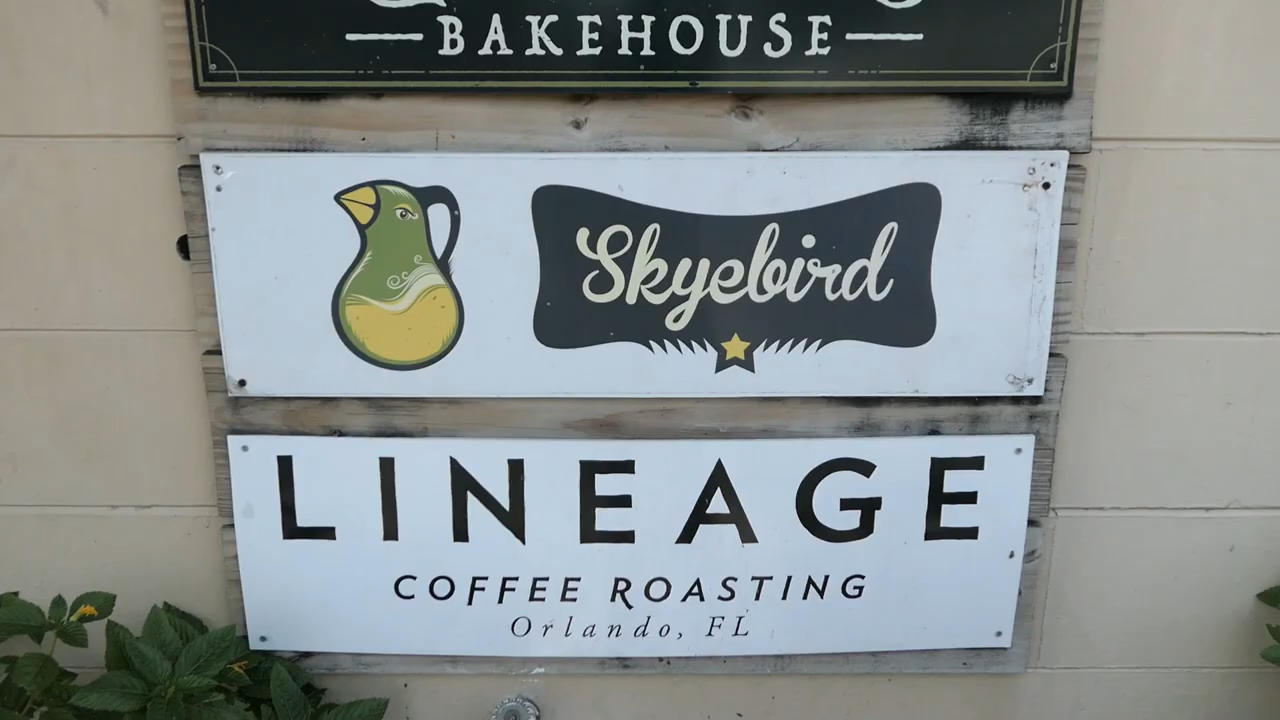 BAKEHOUSE
Skyebird
LINEAGE
COFFEE ROASTING
Orlando, FL